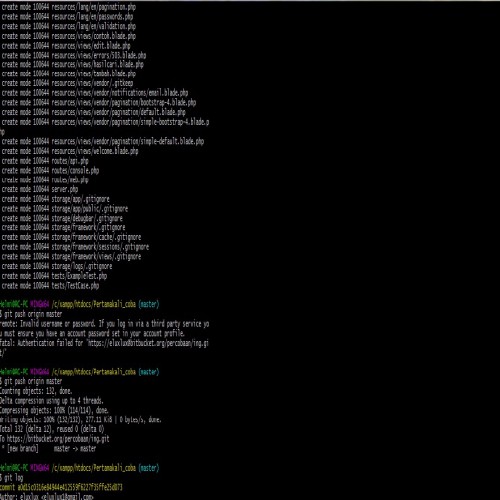 create mode 100644 resources/lang/en/pagination.php
create mode 100644 resources/lang/en/passwords.php
create mode 100644 resources/lang/en/validation.php
create mode 100644 resources/views/contoh.blade.php
create mode 100644 resources/views/edit.blade.php
create mode 100644 resources/views/errors/503.blade.php
create mode 100644 resources/views/hasilcari.blade.php
create mode 100644 resources/views/tambah.blade.php
create mode 100644 resources/views/vendor/.gitkeep
create mode 100644 resources/views/vendor/notifications/email.blade.php
create mode 100644 resources/views/vendor/pagination/bootstrap-4.blade.php
create mode 100644 resources/views/vendor/pagination/default.blade.php
create mode 100644 resources/views/vendor/pagination/simple-bootstrap-4.blade.p
hp
create mode 100644 resources/views/vendor/pagination/simple-default.blade.php
create mode 100644 resources/views/welcome.blade.php
create mode 100644 routes/api.php
create mode 100644 routes/console.php
create mode 100644 routes/web.php
create mode 100644 server.php
create mode 100644 storage/app/.gitignore
create mode 100644 storage/app/public/.gitignore
create mode 100644 storage/debugbar/.gitignore
create mode 100644 storage/framework/.gitignore
create mode 100644 storage/framework/cache/.gitignore
create mode 100644 storage/framework/sessions/.gitignore
create mode 100644 storage/framework/views/.gitignore
create mode 100644 storage/logs/.gitignore
create mode 100644 tests/ExampleTest.php
create mode 100644 tests/TestCase.php
MINGW64 /c/xampp/htdocs/Pertamakali_coba (master)
$ git push origin master
remote: Invalid username or password. If you log in via a third party service yo
u must ensure you have an account password set in your account profile.
fatal: Authentication failed for 'https://eluxlux@bitbucket.org/percobaan/ing.gi
t/'
MINGW64 /c/xampp/htdocs/Pertamakali_coba (master)
$ git push origin master
Counting objects: 132, done.
Delta compression using up to 4 threads.
Compressing objects: 100% (114/114), done.
Writing objects: 100% (132/132), 277.11 KiB | 0 bytes/s, done.
Total 132 (delta 12), reused 0 (delta 0)
To https://bitbucket.org/percobaan/ing.git
* [new branch] master -> master
MINGW64 /c/xampp/htdocs/Pertamakali_coba (master)
$ git log
commit
Author: eluxlux <eluxlux1@gmail.com>